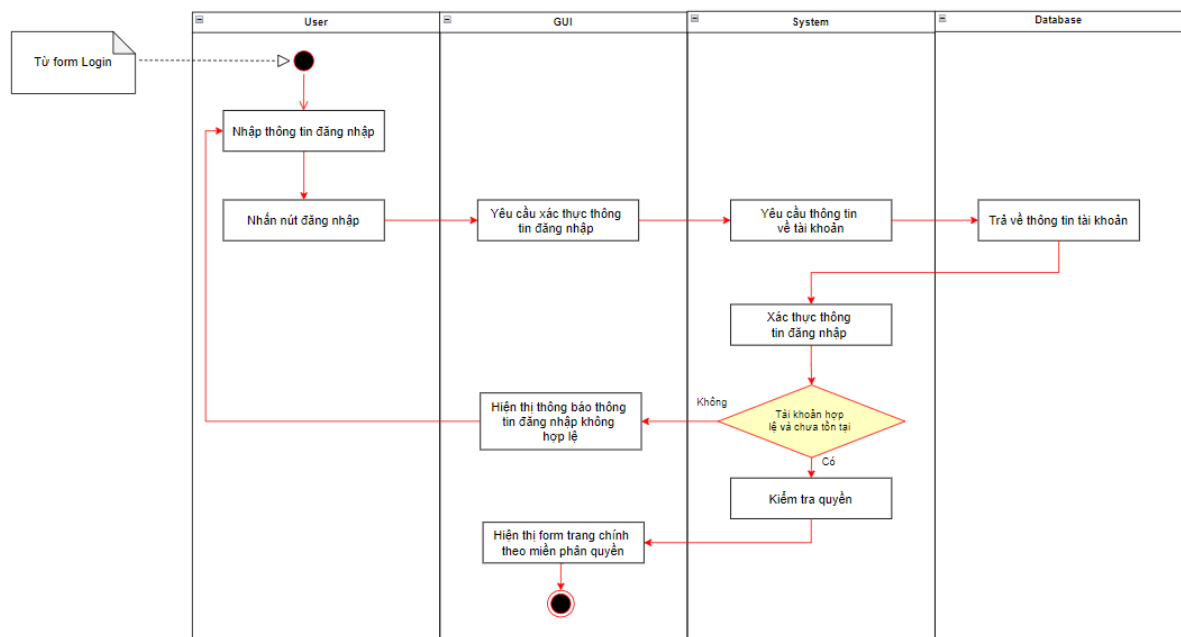 User
GUI
System
Database
Từ form Login
Nhập thông tin đăng nhập
Nhấn nút đăng nhập
Yêu cầu xác thực thông
tin đăng nhập
Yêu cầu thông tin
về tài khoản
Trả về thông tin tài khoản
Xác thực thông
tin đăng nhập
Không
Tài khoản hợp
lệ và chưa tồn tại
Hiện thị thông báo thông
tin đăng nhập không
hợp lệ
Có
Kiểm tra quyền
Hiện thị form trang chính
theo miền phân quyền